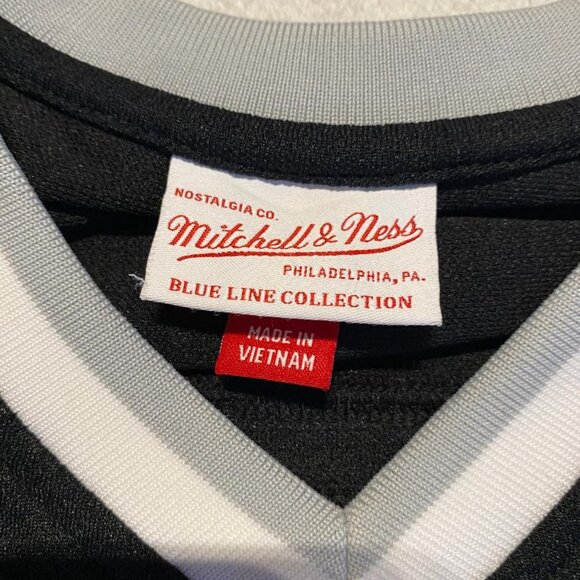 NOSTALGIA CO.
Mitchell & Ness
PHILADELPHIA, PA.
BLUE LINE COLLECTION
MADE IN
VIETNAM